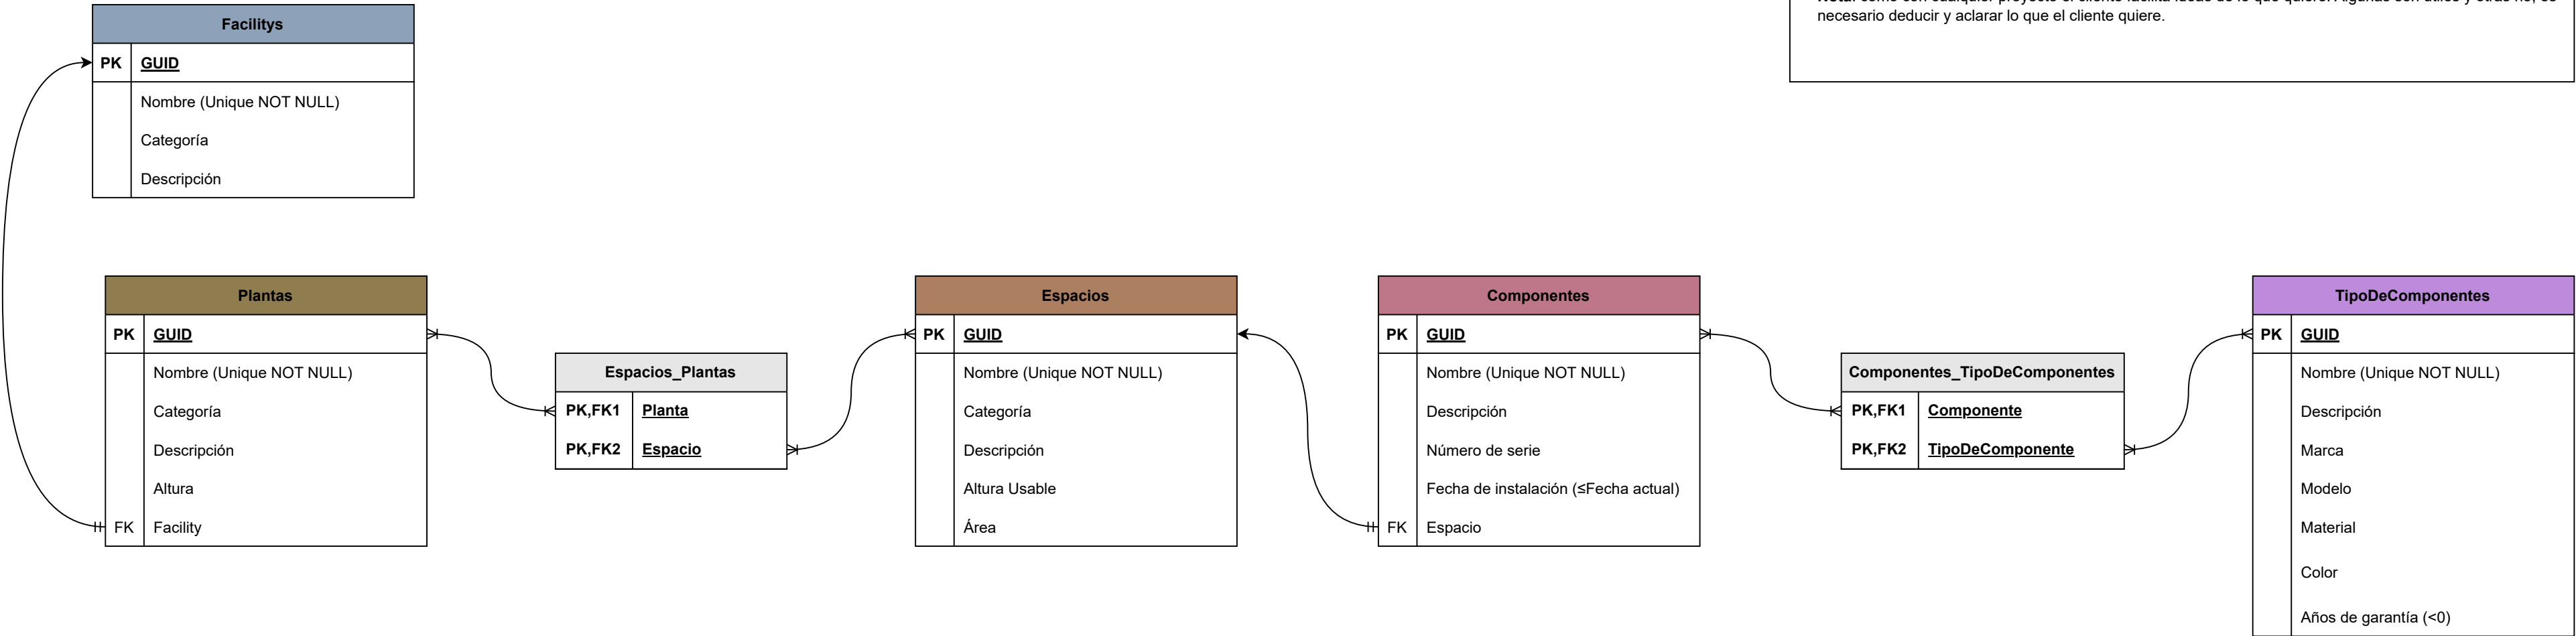 Facilitys
PK GUID
Nombre (Unique NOT NULL)
Categoría
Descripción
necesario deducir y aclarar lo que el cliente quiere.
Plantas
PK GUID
Nombre (Unique NOT NULL)
Categoría
Descripción
Altura
FK Facility
Espacios_Plantas
PK,FK1 Planta
PK,FK2 Espacio
Espacios
PK GUID
Nombre (Unique NOT NULL)
Categoría
Descripción
Altura Usable
Área
Componentes
PK GUID
Nombre (Unique NOT NULL)
Descripción
Número de serie
Fecha de instalación (≤Fecha actual)
FK Espacio
Componentes_TipoDeComponentes
PK,FK1 Componente
PK,FK2 TipoDeComponente
TipoDeComponentes
PK GUID
Nombre (Unique NOT NULL)
Descripción
Marca
Modelo
Material
Color
Años de garantía (<0)